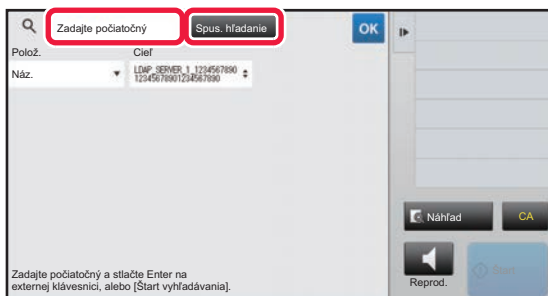 Zadajte počiatočný
Spus. hľadanie
OK
Polož.
Cieľ
Náz.
LDAP_SERVER_1_1234567890
12345678901234567890
Náhľad
CA
Reprod.
Štart
Zadajte počiatočný a stlačte Enter na
externej klávesnici, alebo [Štart vyhľadávania].